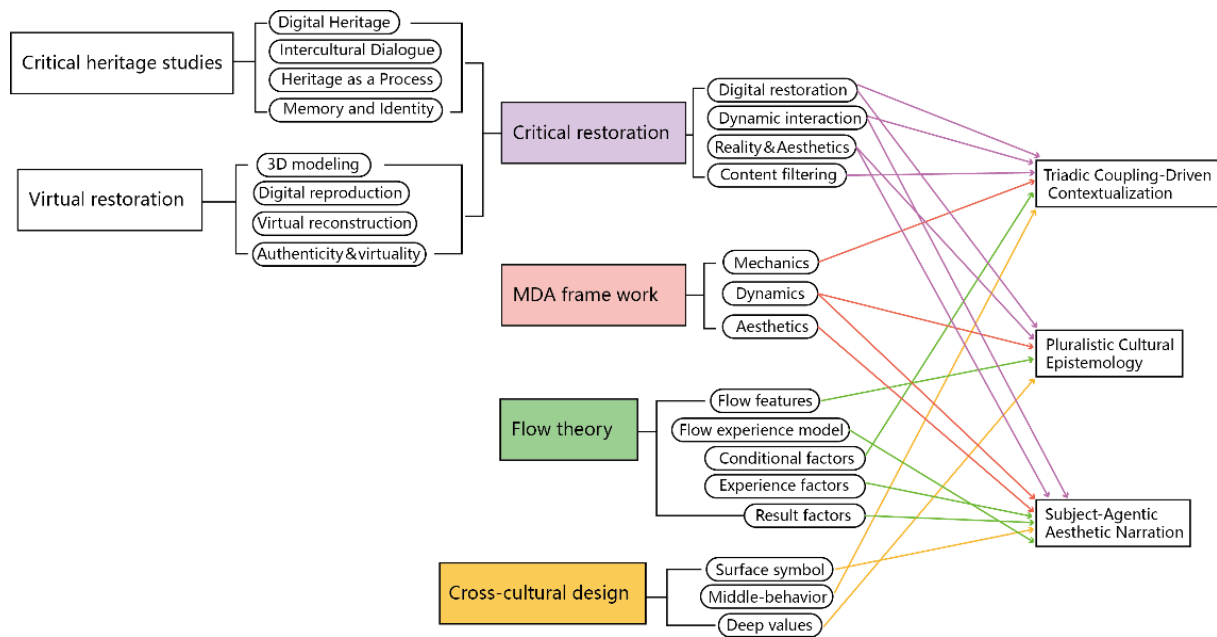 Critical heritage studies
Digital Heritage
Intercultural Dialogue
Heritage as a Process
Memory and Identity
Virtual restoration
3D modeling
Digital reproduction
Virtual reconstruction
Authenticity&virtuality
Critical restoration
Digital restoration
Dynamic interaction
Reality&Aesthetics
Content filtering
MDA frame work
Mechanics
Dynamics
Aesthetics
Flow theory
Flow features
Flow experience model
Conditional factors
Experience factors
Result factors
Cross-cultural design
Surface symbol
Middle-behavior
Deep values
Triadic Coupling-Driven
Contextualization
Pluralistic Cultural
Epistemology
Subject-Agentic
Aesthetic Narration